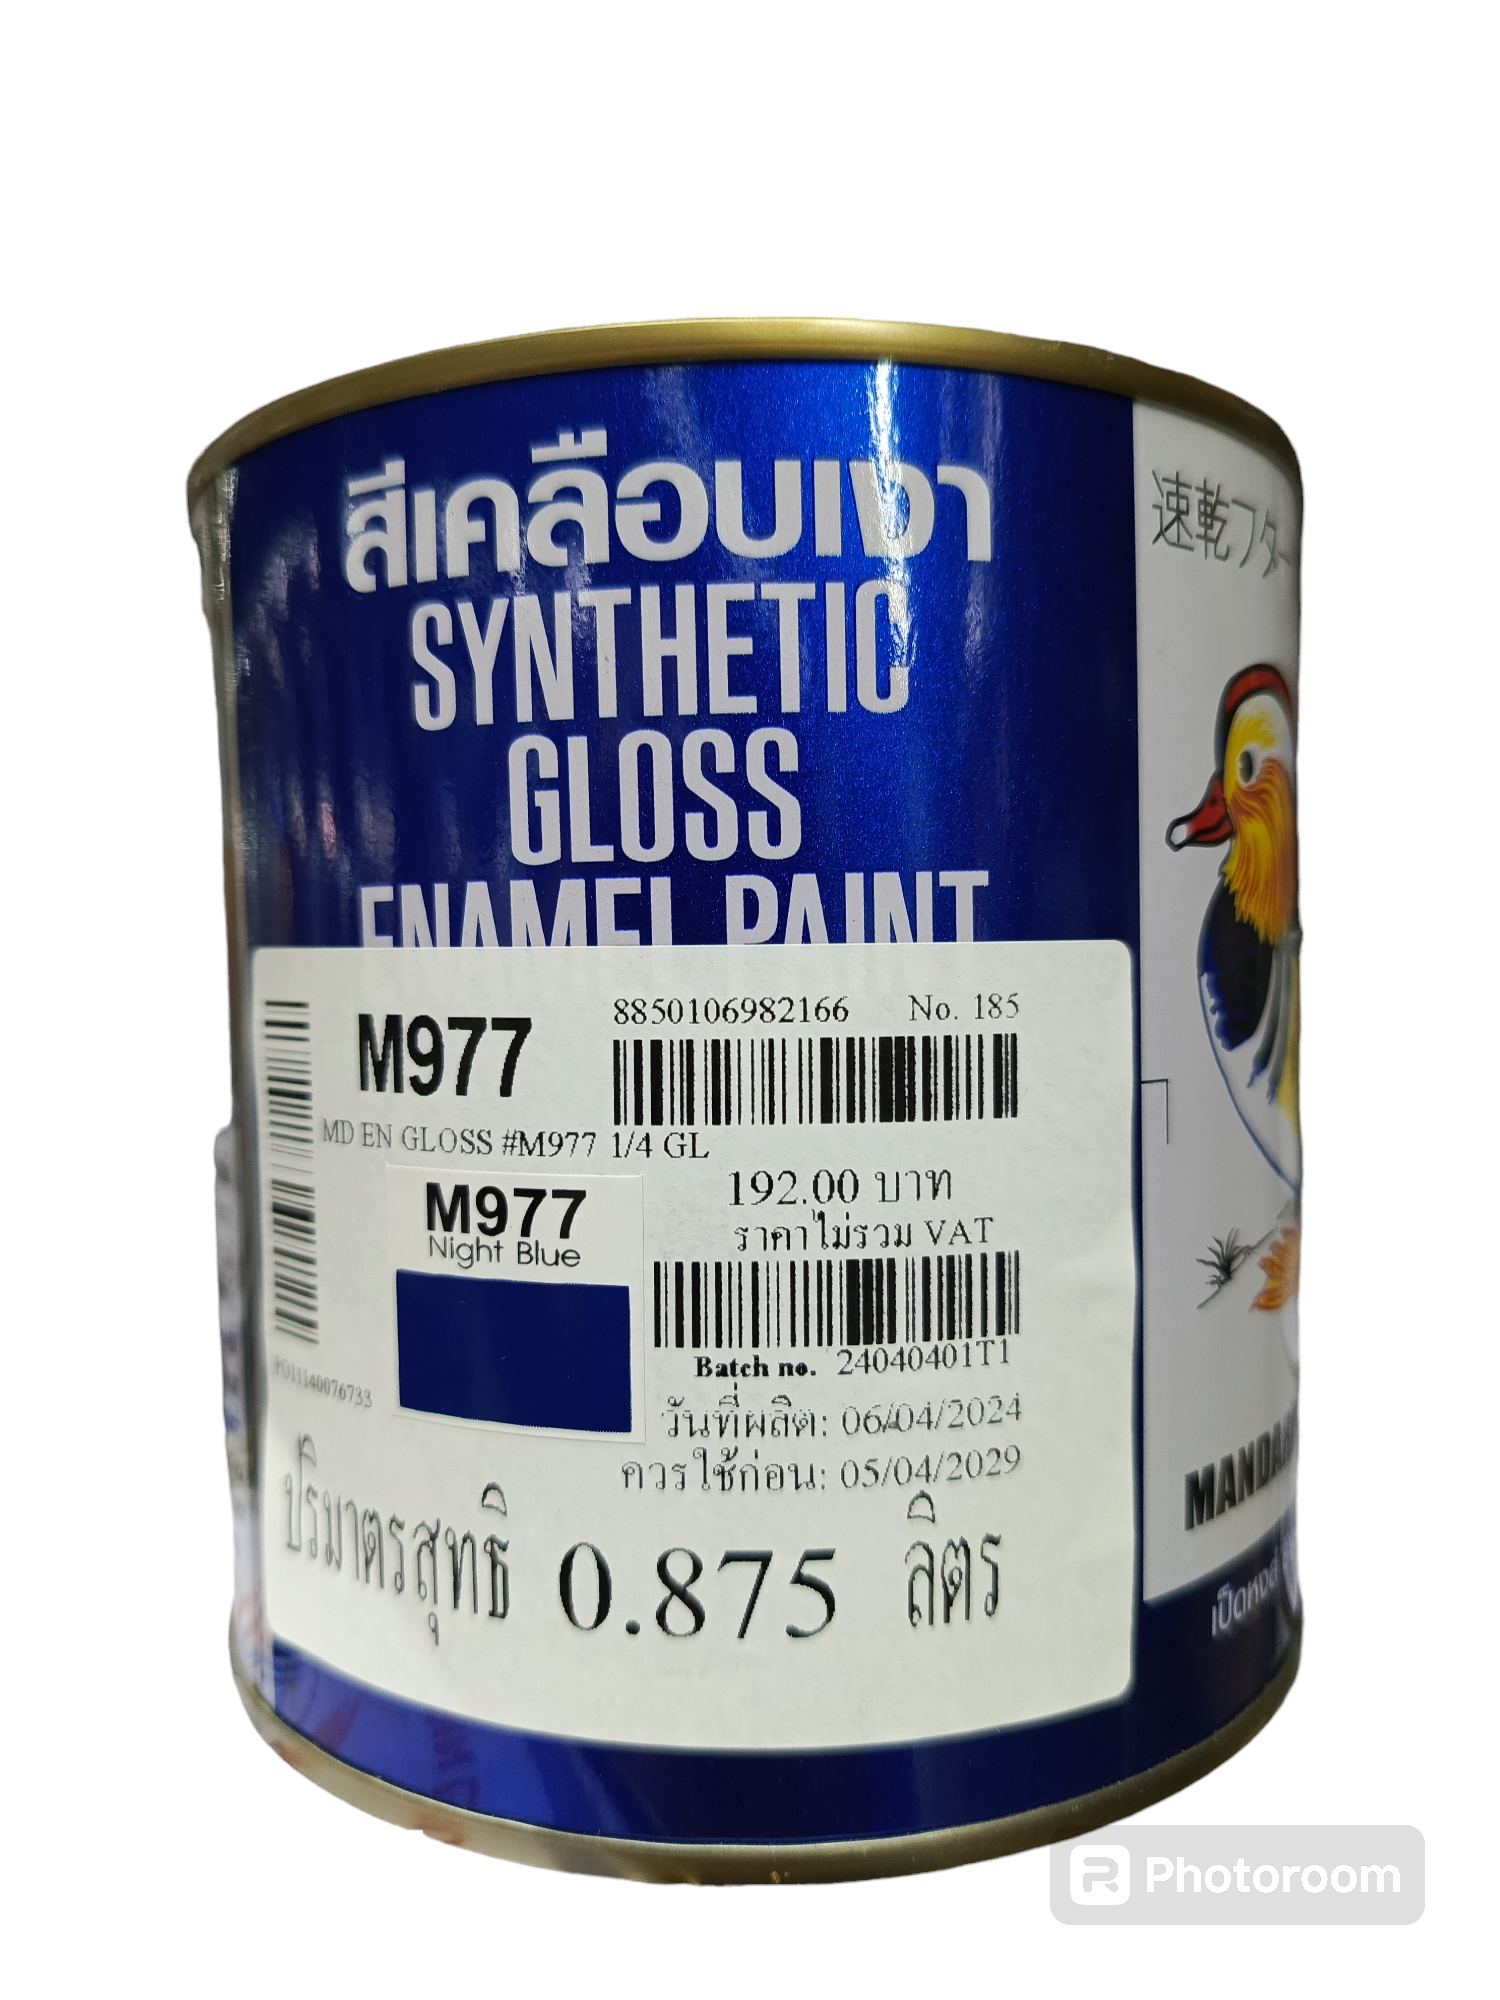 สีเคลือบเงา
SYNTHETIC
GLOSS
ENAMEL PAINT
速乾フタ
M977
8850106982166 No. 185
MD EN GLOSS #M977 1/4 GL
192.00 บาท
ราคาไม่รวม VAT
M977
Night Blue
Batch no. 24040401T1
วันที่ผลิต: 06/04/2024
ควรใช้ก่อน: 05/04/2029
PO11140076733
ปริมาตรสุทธิ 0.875 ลิตร
Photoroom